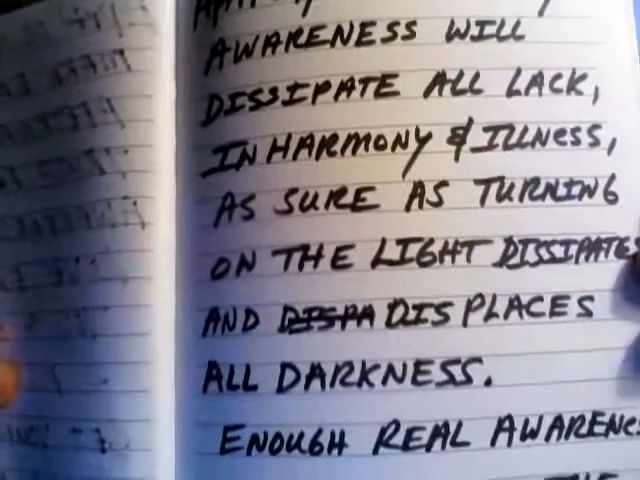 AWARENESS WILL
DISSIPATE ALL LACK,
INHARMONY & ILLNESS,
AS SURE AS TURNING
ON THE LIGHT DISSIPATES
AND DISPA DISPLACES
ALL DARKNESS.
ENOUGH REAL AWARENE